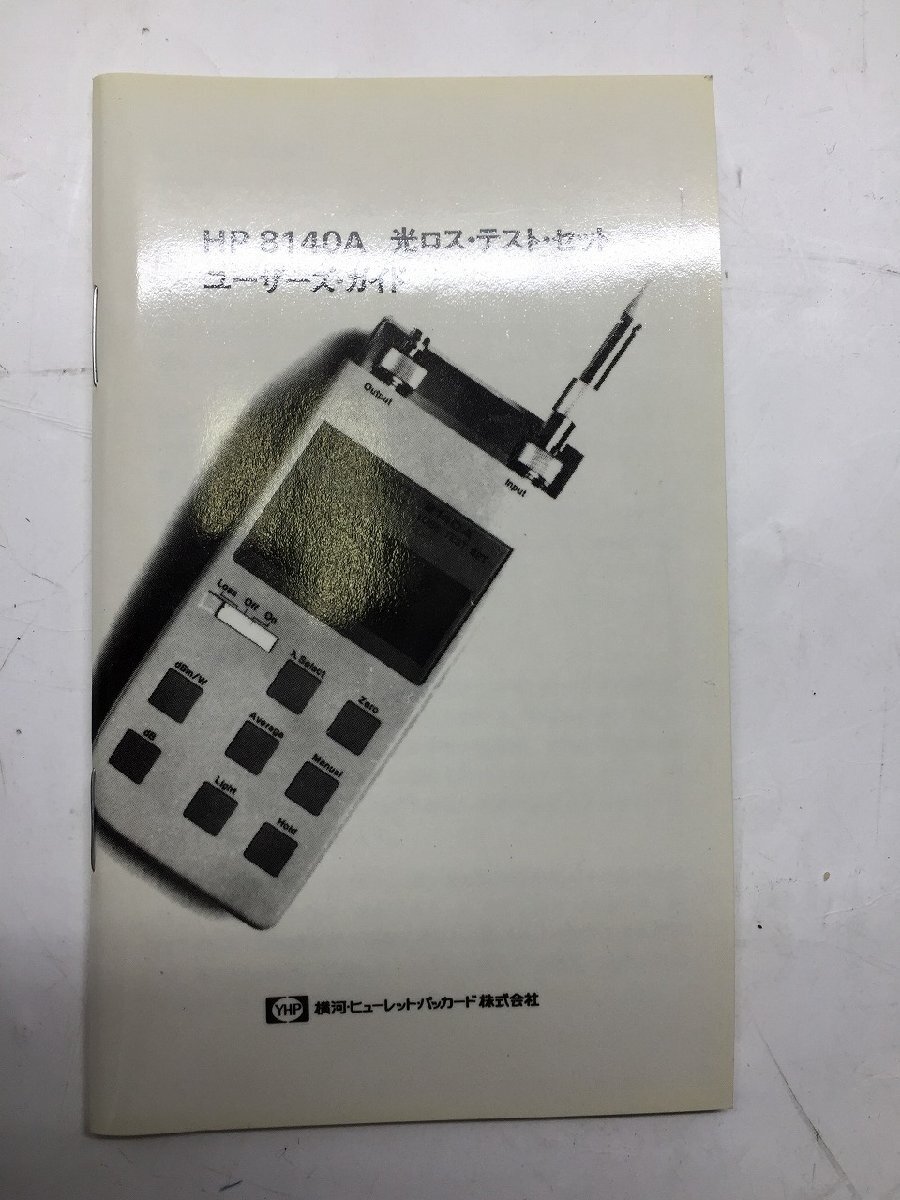 HP 8140A 光ロス・テスト・セット
ユーザーズ・ガイド
Output
Input
Loss Off On
λ Select
Zero
dBm/W
Average
Manual
dB
Light
Hold
YHP 横河・ヒューレット・パッカード株式会社